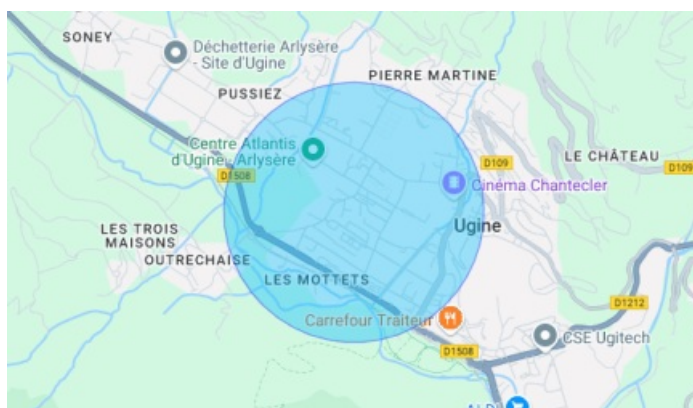 SONEY
Déchetterie Arlysère
- Site d'Ugine
PIERRE MARTINE
PUSSIEZ
Centre Atlantis
d'Ugine - Arlysère
D109
LE CHÂTEAU
D109
D1508
Cinéma Chantecler
LES TROIS
MAISONS
Ugine
OUTRECHAISE
LES MOTTETS
D1212
Carrefour Traiteur
CSE Ugitech
D1508